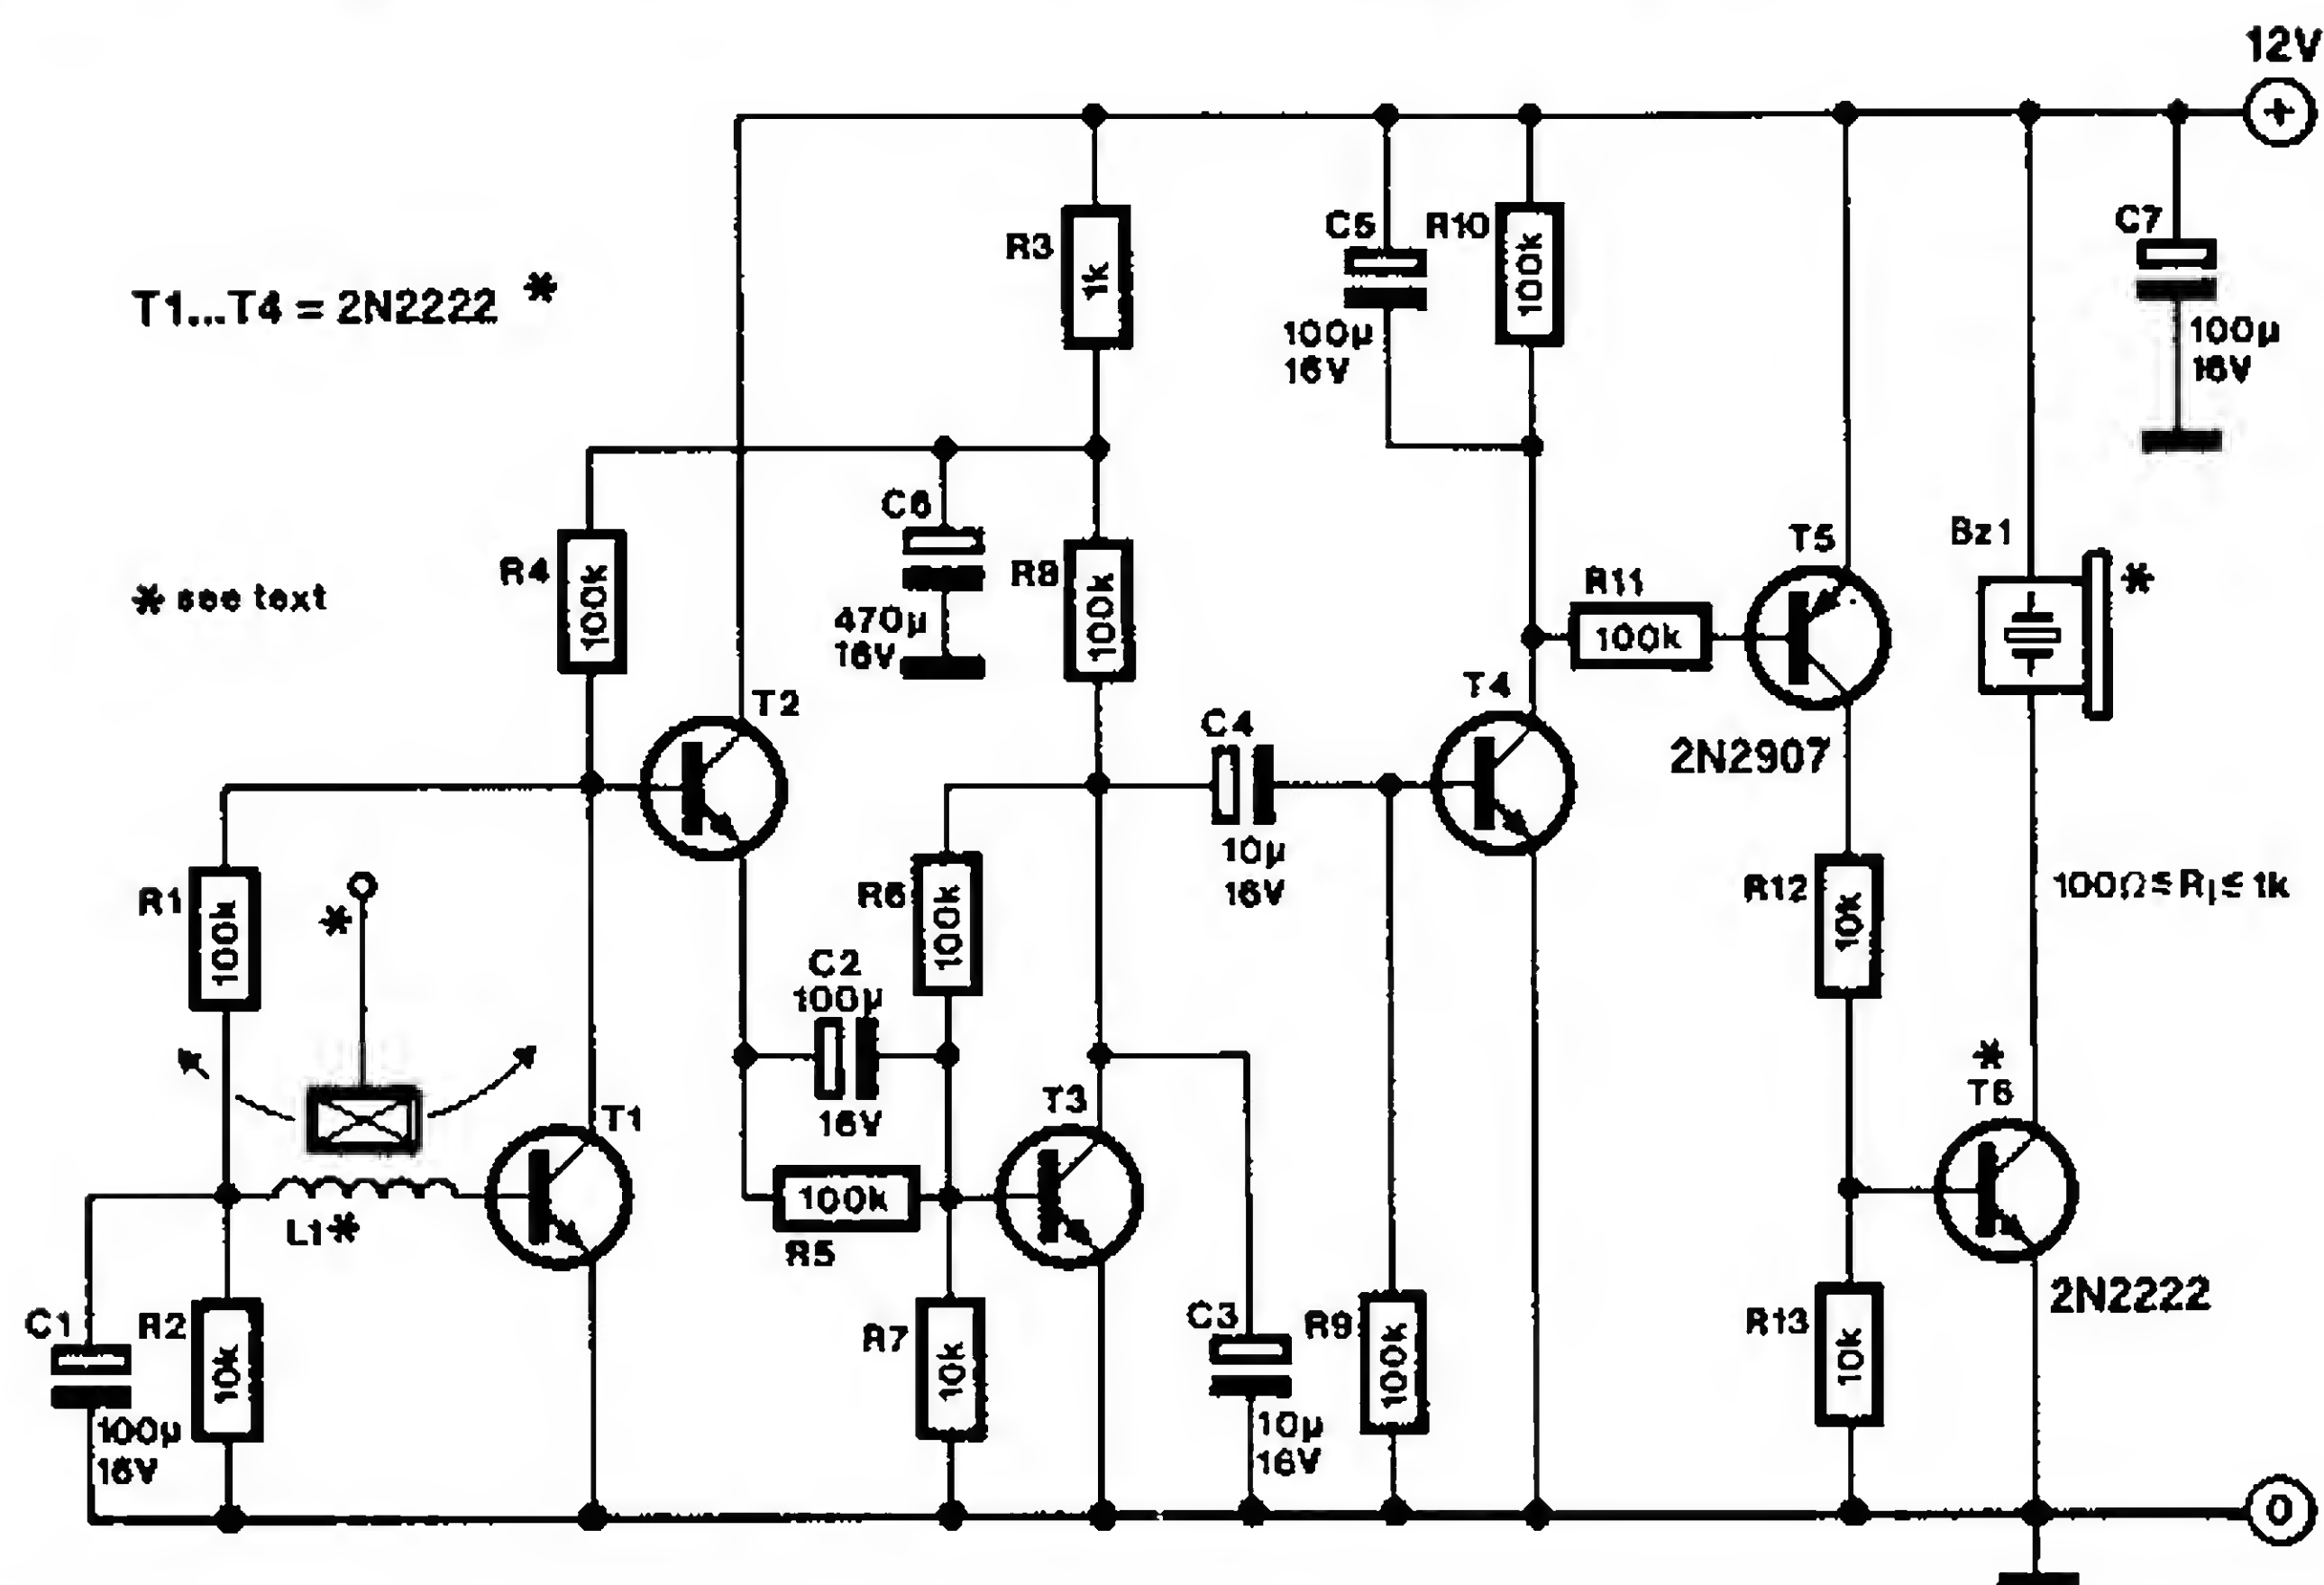 12V
+
T1...T4 = 2N2222 *
* see text
R3
1k
C5
100µ
16V
R10
100k
C7
100µ
16V
R4
100k
C6
470µ
16V
R8
100k
T2
Bz1
*
T5
2N2907
R11
100k
T4
C4
10µ
16V
R1
100k
*
R6
100k
C2
100µ
16V
R12
10k
100Ω ≤ Ri ≤ 1k
T1
L1*
100k
R5
T3
*
T6
2N2222
C1
100µ
16V
R2
10k
R7
10k
C3
10µ
16V
R9
100k
R13
10k
0